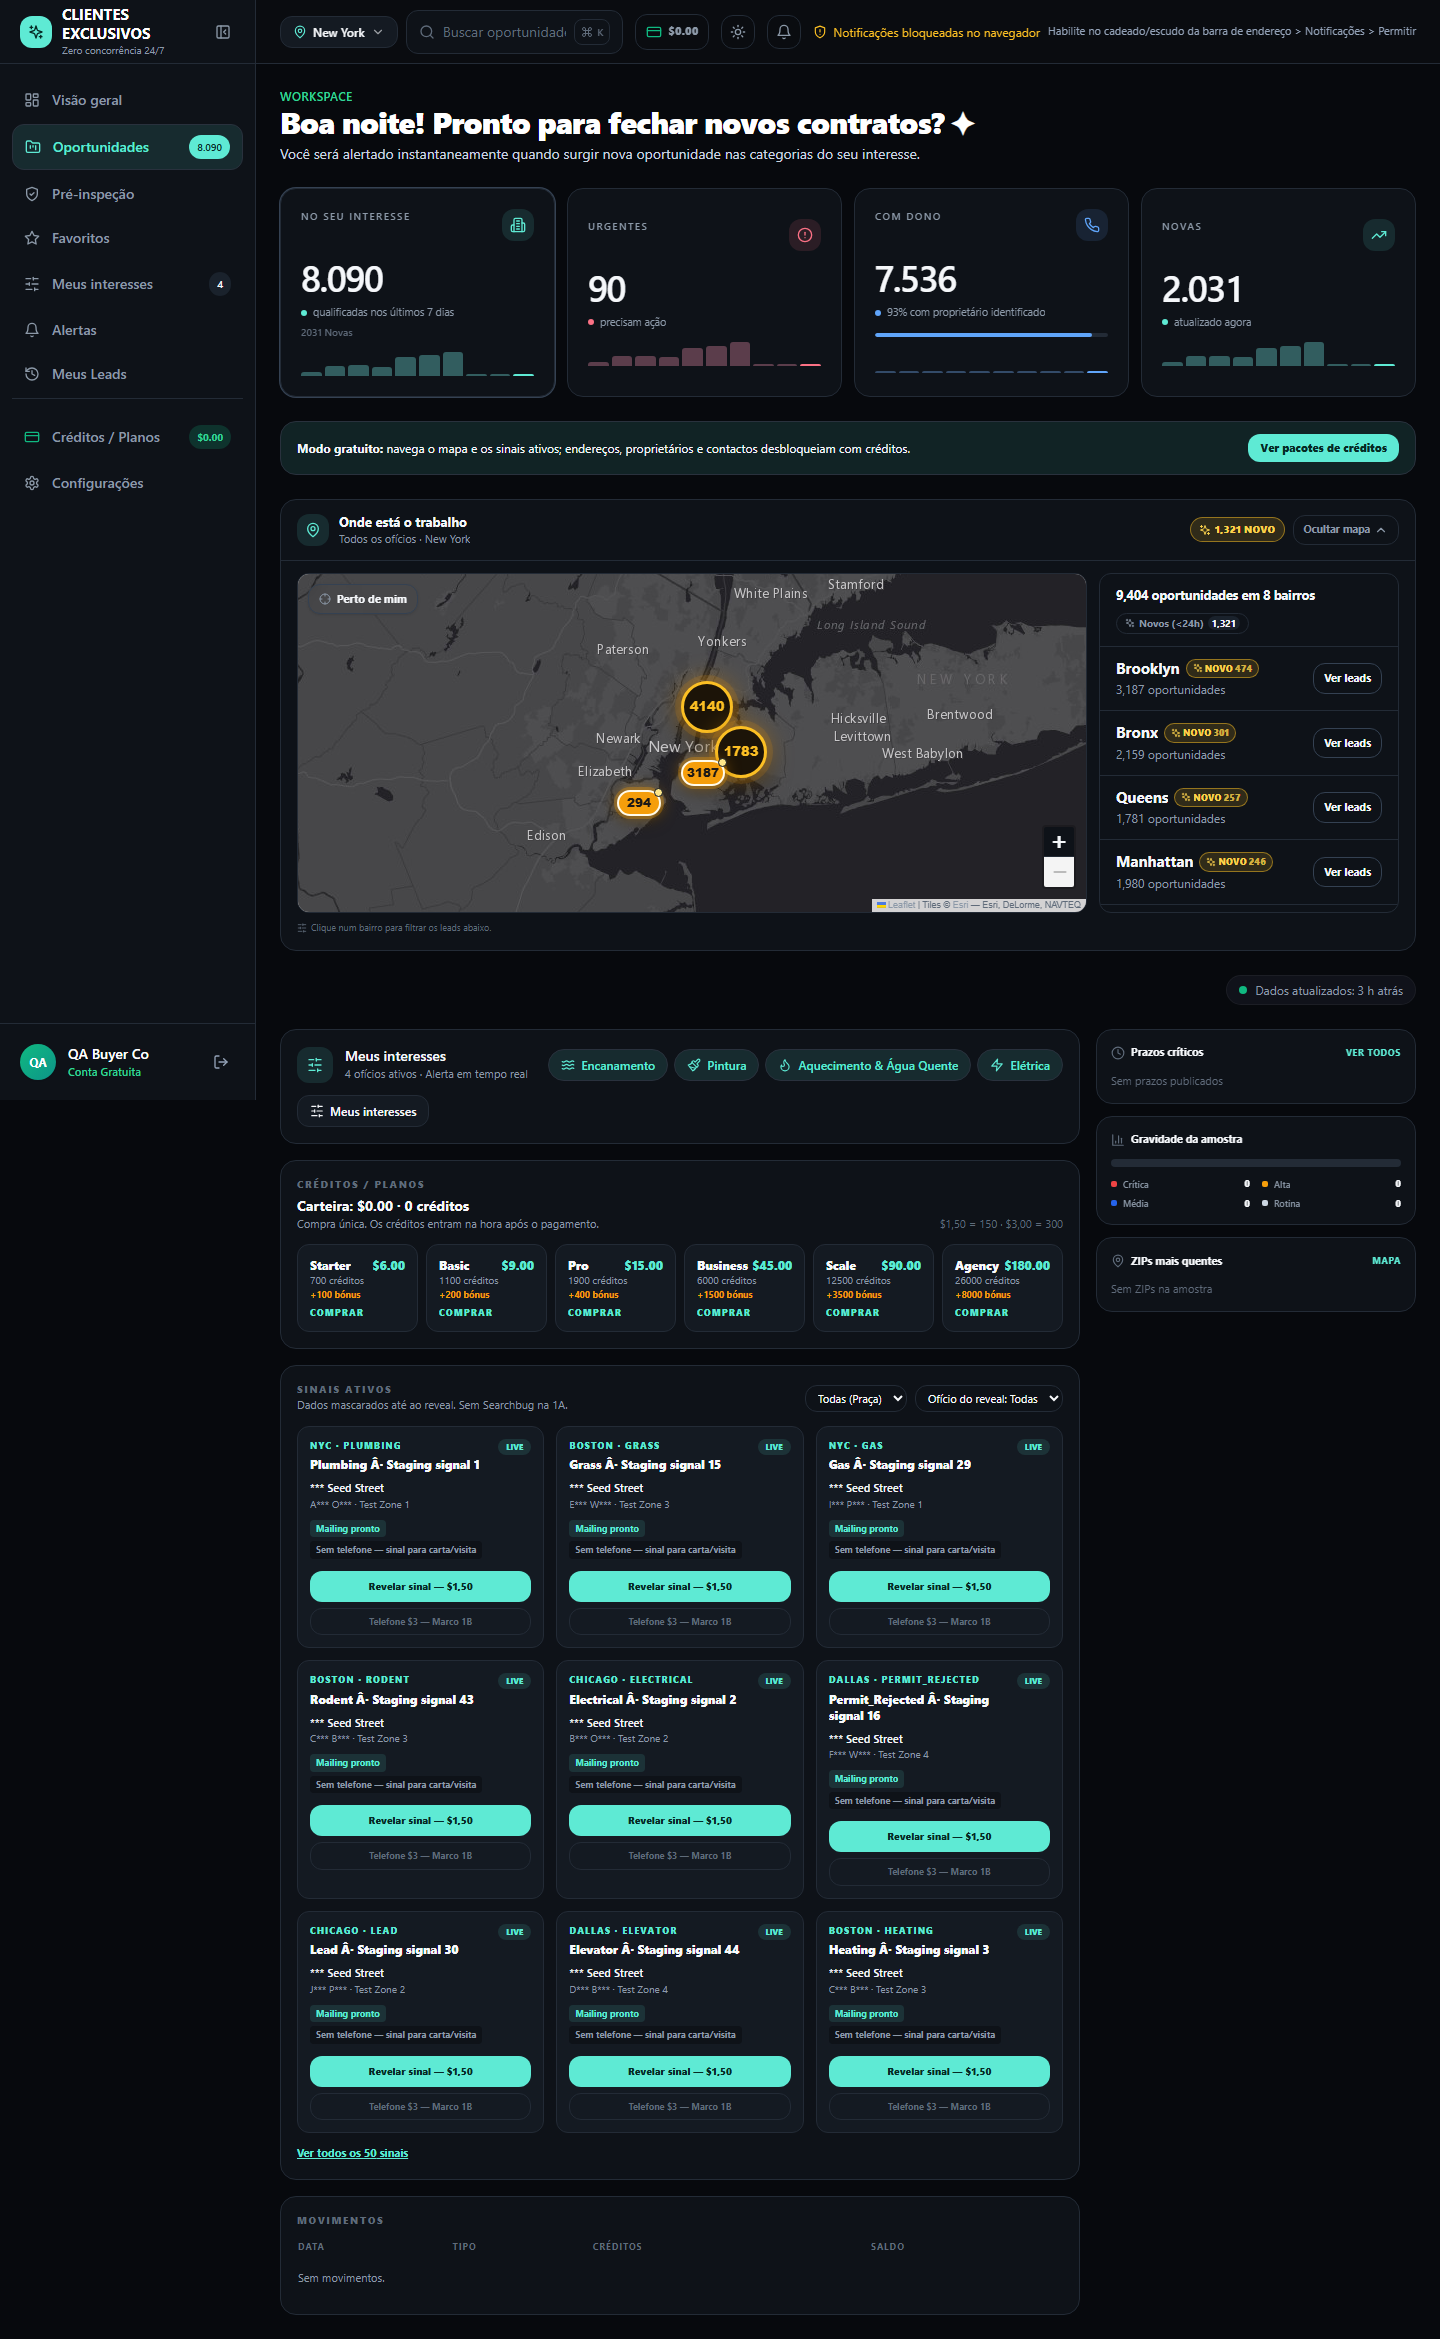 CLIENTES
EXCLUSIVOS
Zero concorrência 24/7
Visão geral
Oportunidades 8.090
Pré-inspeção
Favoritos
Meus interesses 4
Alertas
Meus Leads
Créditos / Planos $0.00
Configurações
QA QA Buyer Co
Conta Gratuita
New York
Buscar oportunidade ⌘ K
$0.00
Notificações bloqueadas no navegador
Habilite no cadeado/escudo da barra de endereço > Notificações > Permitir
WORKSPACE
Boa noite! Pronto para fechar novos contratos? ✦
Você será alertado instantaneamente quando surgir nova oportunidade nas categorias do seu interesse.
NO SEU INTERESSE
8.090
qualificadas nos últimos 7 dias
2031 Novas
URGENTES
90
precisam ação
COM DONO
7.536
93% com proprietário identificado
NOVAS
2.031
atualizado agora
Modo gratuito: navega o mapa e os sinais ativos; endereços, proprietários e contactos desbloqueiam com créditos.
Ver pacotes de créditos
Onde está o trabalho
Todos os ofícios · New York
1,321 NOVO
Ocultar mapa
Perto de mim
White Plains
Stamford
Long Island Sound
Yonkers
Paterson
NEW YORK
4140
Hicksville
Brentwood
Newark
New York
1783
Levittown
West Babylon
Elizabeth
3187
294
Edison
+
−
Leaflet | Tiles © Esri — Esri, DeLorme, NAVTEQ
Clique num bairro para filtrar os leads abaixo.
9,404 oportunidades em 8 bairros
Novos (<24h) 1,321
Brooklyn NOVO 474
3,187 oportunidades
Ver leads
Bronx NOVO 301
2,159 oportunidades
Ver leads
Queens NOVO 257
1,781 oportunidades
Ver leads
Manhattan NOVO 246
1,980 oportunidades
Ver leads
Dados atualizados: 3 h atrás
Meus interesses
4 ofícios ativos · Alerta em tempo real
Encanamento
Pintura
Aquecimento & Água Quente
Elétrica
Meus interesses
CRÉDITOS / PLANOS
Carteira: $0.00 · 0 créditos
Compra única. Os créditos entram na hora após o pagamento.
$1,50 = 150 · $3,00 = 300
Starter $6.00
700 créditos
+100 bónus
COMPRAR
Basic $9.00
1100 créditos
+200 bónus
COMPRAR
Pro $15.00
1900 créditos
+400 bónus
COMPRAR
Business $45.00
6000 créditos
+1500 bónus
COMPRAR
Scale $90.00
12500 créditos
+3500 bónus
COMPRAR
Agency $180.00
26000 créditos
+8000 bónus
COMPRAR
SINAIS ATIVOS
Dados mascarados até ao reveal. Sem Searchbug na 1A.
Todas (Praça)
Ofício do reveal: Todas
NYC · PLUMBING LIVE
Plumbing Â· Staging signal 1
*** Seed Street
A*** O*** · Test Zone 1
Mailing pronto
Sem telefone — sinal para carta/visita
Revelar sinal — $1,50
Telefone $3 — Marco 1B
BOSTON · GRASS LIVE
Grass Â· Staging signal 15
*** Seed Street
E*** W*** · Test Zone 3
Mailing pronto
Sem telefone — sinal para carta/visita
Revelar sinal — $1,50
Telefone $3 — Marco 1B
NYC · GAS LIVE
Gas Â· Staging signal 29
*** Seed Street
I*** P*** · Test Zone 1
Mailing pronto
Sem telefone — sinal para carta/visita
Revelar sinal — $1,50
Telefone $3 — Marco 1B
BOSTON · RODENT LIVE
Rodent Â· Staging signal 43
*** Seed Street
C*** B*** · Test Zone 3
Mailing pronto
Sem telefone — sinal para carta/visita
Revelar sinal — $1,50
Telefone $3 — Marco 1B
CHICAGO · ELECTRICAL LIVE
Electrical Â· Staging signal 2
*** Seed Street
B*** O*** · Test Zone 2
Mailing pronto
Sem telefone — sinal para carta/visita
Revelar sinal — $1,50
Telefone $3 — Marco 1B
DALLAS · PERMIT_REJECTED LIVE
Permit_Rejected Â· Staging
signal 16
*** Seed Street
F*** W*** · Test Zone 4
Mailing pronto
Sem telefone — sinal para carta/visita
Revelar sinal — $1,50
Telefone $3 — Marco 1B
CHICAGO · LEAD LIVE
Lead Â· Staging signal 30
*** Seed Street
J*** P*** · Test Zone 2
Mailing pronto
Sem telefone — sinal para carta/visita
Revelar sinal — $1,50
Telefone $3 — Marco 1B
DALLAS · ELEVATOR LIVE
Elevator Â· Staging signal 44
*** Seed Street
D*** B*** · Test Zone 4
Mailing pronto
Sem telefone — sinal para carta/visita
Revelar sinal — $1,50
Telefone $3 — Marco 1B
BOSTON · HEATING LIVE
Heating Â· Staging signal 3
*** Seed Street
C*** B*** · Test Zone 3
Mailing pronto
Sem telefone — sinal para carta/visita
Revelar sinal — $1,50
Telefone $3 — Marco 1B
Ver todos os 50 sinais
MOVIMENTOS
DATA TIPO CRÉDITOS SALDO
Sem movimentos.
Prazos críticos VER TODOS
Sem prazos publicados
Gravidade da amostra
Crítica 0 Alta 0
Média 0 Rotina 0
ZIPs mais quentes MAPA
Sem ZIPs na amostra